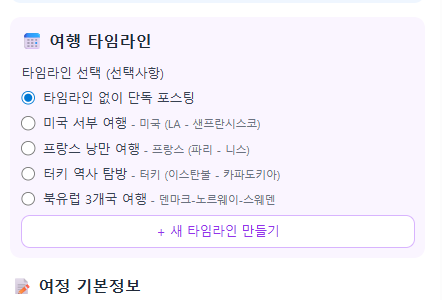 여행 타임라인
타임라인 선택 (선택사항)
타임라인 없이 단독 포스팅
미국 서부 여행 - 미국 (LA - 샌프란시스코)
프랑스 낭만 여행 - 프랑스 (파리 - 니스)
터키 역사 탐방 - 터키 (이스탄불 - 카파도키아)
북유럽 3개국 여행 - 덴마크-노르웨이-스웨덴
+ 새 타임라인 만들기
여정 기본정보